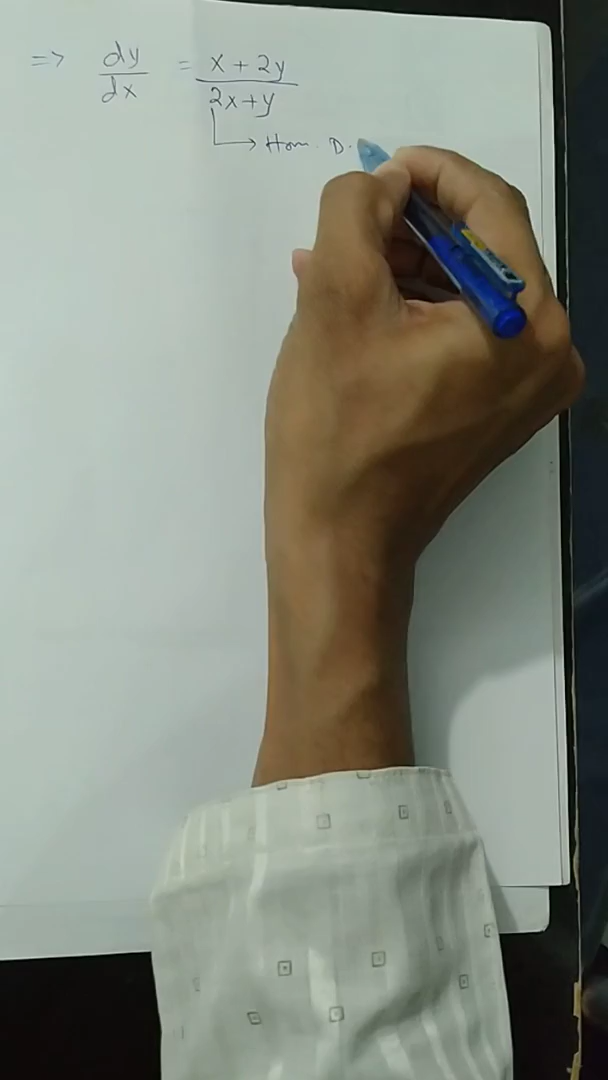 => dy/dx = x + 2y / 2x+y
Hom. D.